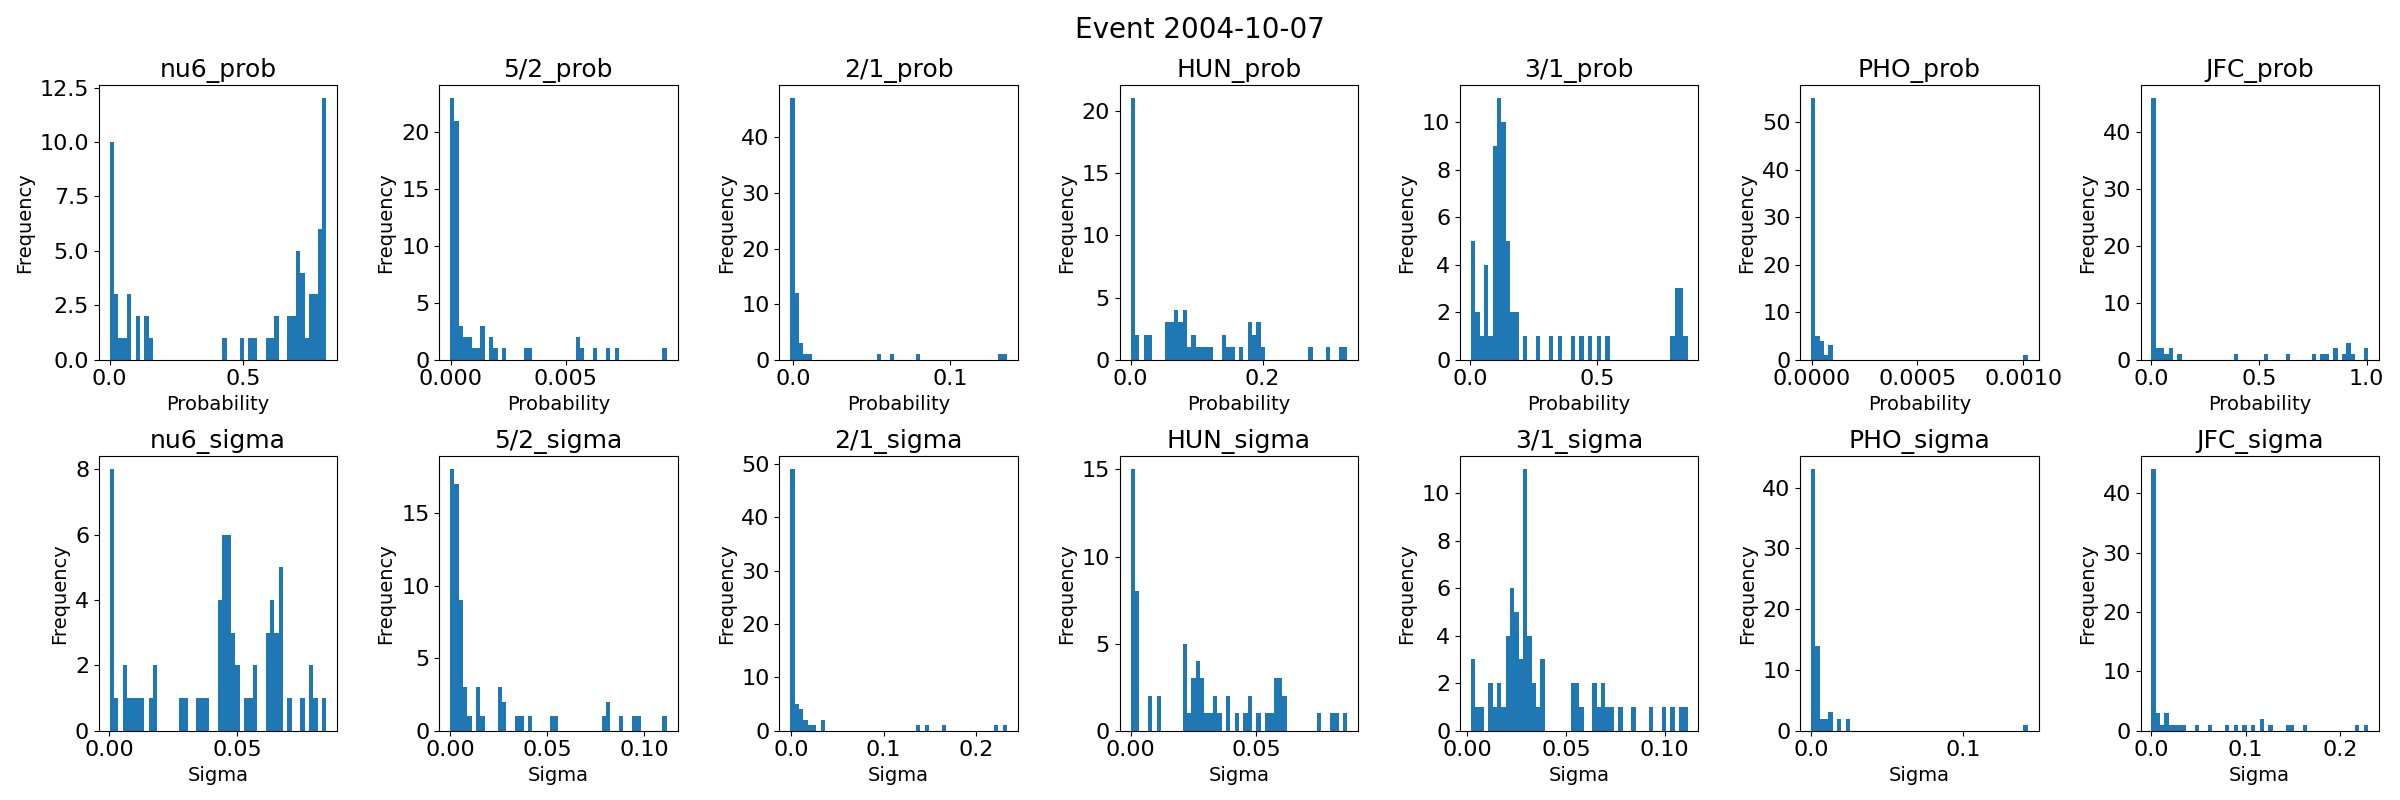 Event 2004-10-07
nu6_prob 5/2_prob 2/1_prob HUN_prob 3/1_prob PHO_prob JFC_prob
12.5
10.0
7.5
5.0
2.5
0.0
Frequency
0.0 0.5
Probability
20
15
10
5
0
Frequency
0.000 0.005
Probability
40
30
20
10
0
Frequency
0.0 0.1
Probability
20
15
10
5
0
Frequency
0.0 0.2
Probability
10
8
6
4
2
0
Frequency
0.0 0.5
Probability
50
40
30
20
10
0
Frequency
0.0000 0.0005 0.0010
Probability
40
30
20
10
0
Frequency
0.0 0.5 1.0
Probability
nu6_sigma 5/2_sigma 2/1_sigma HUN_sigma 3/1_sigma PHO_sigma JFC_sigma
8
6
4
2
0
Frequency
0.00 0.05
Sigma
15
10
5
0
Frequency
0.00 0.05 0.10
Sigma
50
40
30
20
10
0
Frequency
0.0 0.1 0.2
Sigma
15
10
5
0
Frequency
0.00 0.05
Sigma
10
8
6
4
2
0
Frequency
0.00 0.05 0.10
Sigma
40
30
20
10
0
Frequency
0.0 0.1
Sigma
40
30
20
10
0
Frequency
0.0 0.1 0.2
Sigma